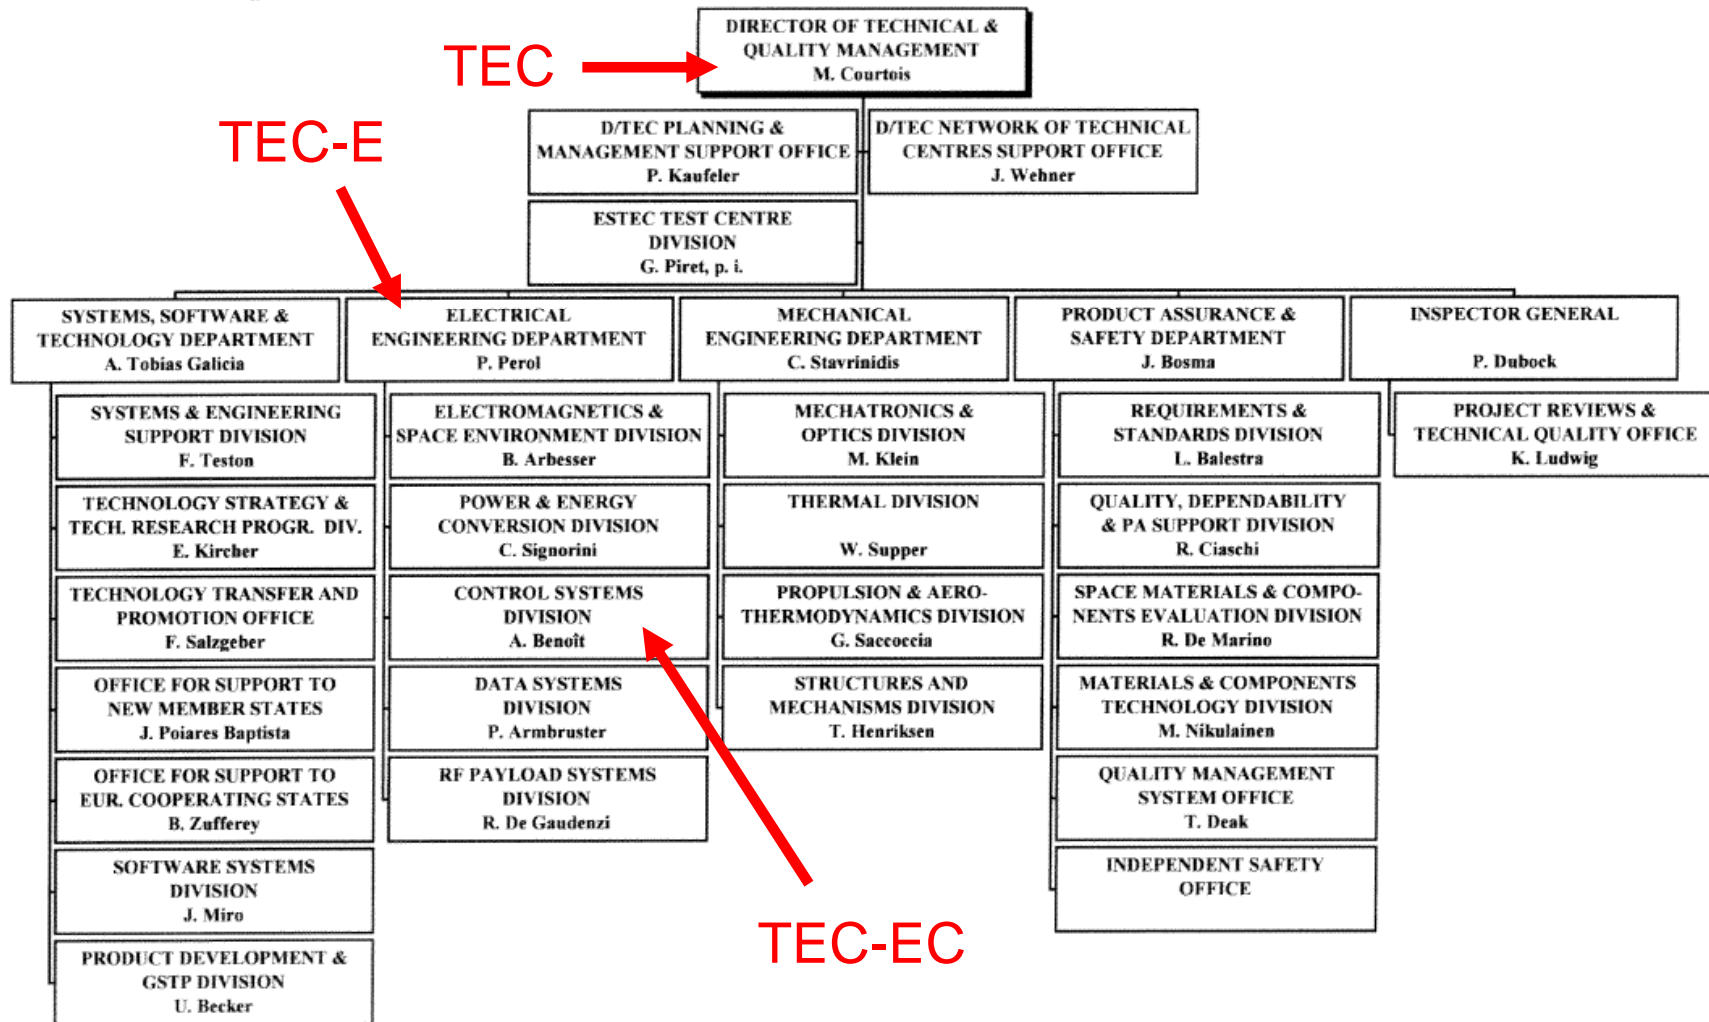 DIRECTOR OF TECHNICAL &
QUALITY MANAGEMENT
M. Courtois
TEC
TEC-E
D/TEC PLANNING &
MANAGEMENT SUPPORT OFFICE
P. Kaufeler
D/TEC NETWORK OF TECHNICAL
CENTRES SUPPORT OFFICE
J. Wehner
ESTEC TEST CENTRE
DIVISION
G. Piret, p. i.
SYSTEMS, SOFTWARE &
TECHNOLOGY DEPARTMENT
A. Tobias Galicia
ELECTRICAL
ENGINEERING DEPARTMENT
P. Perol
MECHANICAL
ENGINEERING DEPARTMENT
C. Stavrinidis
PRODUCT ASSURANCE &
SAFETY DEPARTMENT
J. Bosma
INSPECTOR GENERAL
P. Dubock
SYSTEMS & ENGINEERING
SUPPORT DIVISION
F. Teston
TECHNOLOGY STRATEGY &
TECH. RESEARCH PROGR. DIV.
E. Kircher
TECHNOLOGY TRANSFER AND
PROMOTION OFFICE
F. Salzgeber
OFFICE FOR SUPPORT TO
NEW MEMBER STATES
J. Poiares Baptista
OFFICE FOR SUPPORT TO
EUR. COOPERATING STATES
B. Zufferey
SOFTWARE SYSTEMS
DIVISION
J. Miro
PRODUCT DEVELOPMENT &
GSTP DIVISION
U. Becker
ELECTROMAGNETICS &
SPACE ENVIRONMENT DIVISION
B. Arbesser
POWER & ENERGY
CONVERSION DIVISION
C. Signorini
CONTROL SYSTEMS
DIVISION
A. Benoît
DATA SYSTEMS
DIVISION
P. Armbruster
RF PAYLOAD SYSTEMS
DIVISION
R. De Gaudenzi
MECHATRONICS &
OPTICS DIVISION
M. Klein
THERMAL DIVISION
W. Supper
PROPULSION & AERO-
THERMODYNAMICS DIVISION
G. Saccoccia
STRUCTURES AND
MECHANISMS DIVISION
T. Henriksen
REQUIREMENTS &
STANDARDS DIVISION
L. Balestra
QUALITY, DEPENDABILITY
& PA SUPPORT DIVISION
R. Ciaschi
SPACE MATERIALS & COMPO-
NENTS EVALUATION DIVISION
R. De Marino
MATERIALS & COMPONENTS
TECHNOLOGY DIVISION
M. Nikulainen
QUALITY MANAGEMENT
SYSTEM OFFICE
T. Deak
INDEPENDENT SAFETY
OFFICE
PROJECT REVIEWS &
TECHNICAL QUALITY OFFICE
K. Ludwig
TEC-EC